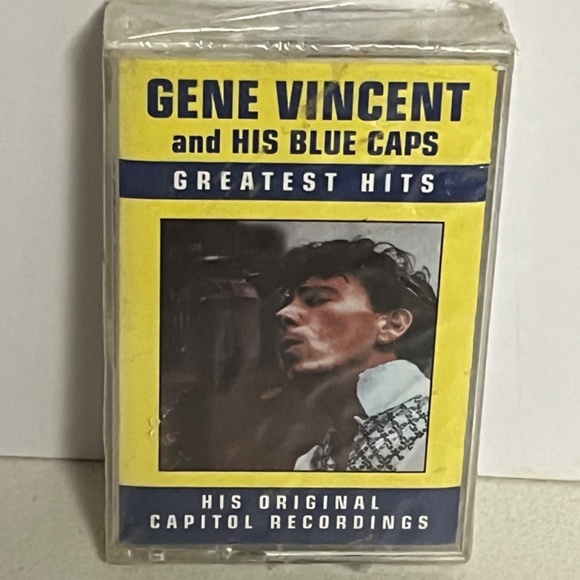 GENE VINCENT
and HIS BLUE CAPS
GREATEST HITS
HIS ORIGINAL
CAPITOL RECORDINGS